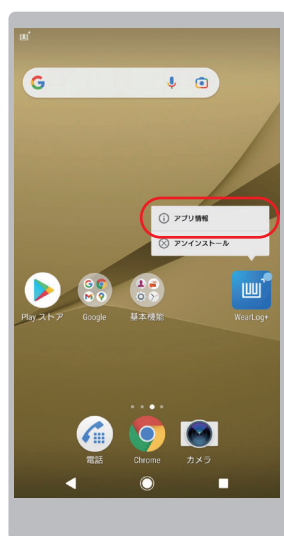 アプリ情報
アンインストール
Play ストア
Google
基本機能
WearLog+
電話
Chrome
カメラ